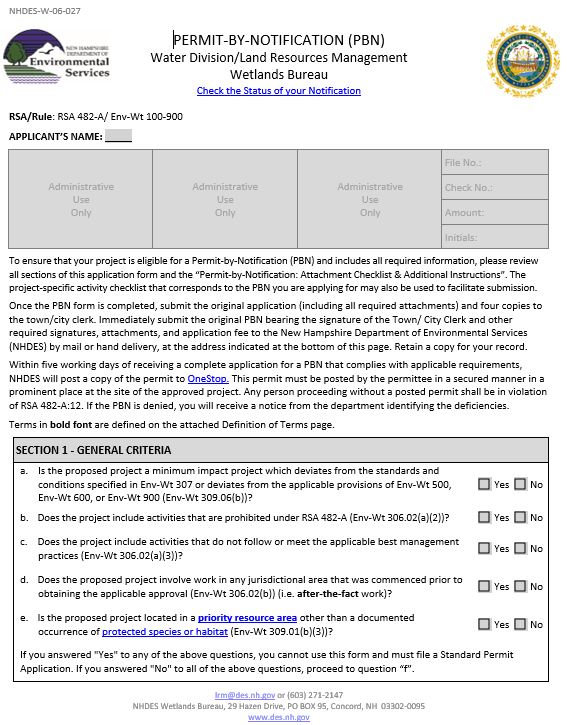 NHDES-W-06-027
NEW HAMPSHIRE
DEPARTMENT OF
Environmental
Services
PERMIT-BY-NOTIFICATION (PBN)
Water Division/Land Resources Management
Wetlands Bureau
Check the Status of your Notification
RSA/Rule: RSA 482-A/ Env-Wt 100-900
APPLICANT'S NAME:
Administrative
Use
Only
Administrative
Use
Only
Administrative
Use
Only
File No.:
Check No.:
Amount:
Initials:
To ensure that your project is eligible for a Permit-by-Notification (PBN) and includes all required information, please review
all sections of this application form and the “Permit-by-Notification: Attachment Checklist & Additional Instructions”. The
project-specific activity checklist that corresponds to the PBN you are applying for may also be used to facilitate submission.
Once the PBN form is completed, submit the original application (including all required attachments) and four copies to
the town/city clerk. Immediately submit the original PBN bearing the signature of the Town/ City Clerk and other
required signatures, attachments, and application fee to the New Hampshire Department of Environmental Services
(NHDES) by mail or hand delivery, at the address indicated at the bottom of this page. Retain a copy for your record.
Within five working days of receiving a complete application for a PBN that complies with applicable requirements,
NHDES will post a copy of the permit to OneStop. This permit must be posted by the permittee in a secured manner in a
prominent place at the site of the approved project. Any person proceeding without a posted permit shall be in violation
of RSA 482-A:12. If the PBN is denied, you will receive a notice from the department identifying the deficiencies.
Terms in bold font are defined on the attached Definition of Terms page.
SECTION 1 - GENERAL CRITERIA
a. Is the proposed project a minimum impact project which deviates from the standards and
conditions specified in Env-Wt 307 or deviates from the applicable provisions of Env-Wt 500,
Env-Wt 600, or Env-Wt 900 (Env-Wt 309.06(b))?
Yes No
b. Does the project include activities that are prohibited under RSA 482-A (Env-Wt 306.02(a)(2))?
Yes No
c. Does the project include activities that do not follow or meet the applicable best management
practices (Env-Wt 306.02(a)(3))?
Yes No
d. Does the proposed project involve work in any jurisdictional area that was commenced prior to
obtaining the applicable approval (Env-Wt 306.02(b)) (i.e. after-the-fact work)?
Yes No
e. Is the proposed project located in a priority resource area other than a documented
occurrence of protected species or habitat (Env-Wt 309.01(b)(3))?
Yes No
If you answered "Yes" to any of the above questions, you cannot use this form and must file a Standard Permit
Application. If you answered "No" to all of the above questions, proceed to question “f”.
lrm@des.nh.gov or (603) 271-2147
NHDES Wetlands Bureau, 29 Hazen Drive, PO BOX 95, Concord, NH 03302-0095
www.des.nh.gov